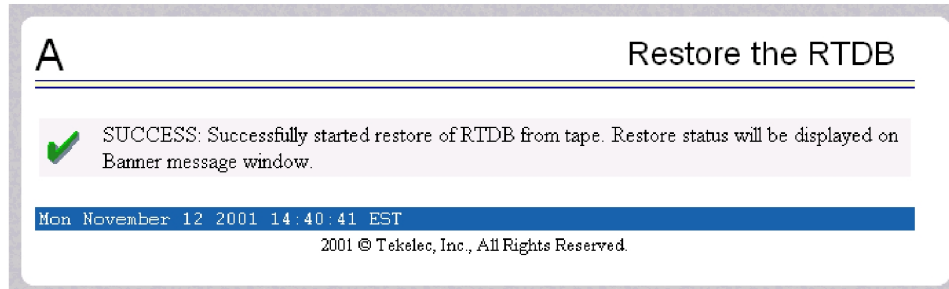 A
Restore the RTDB
SUCCESS: Successfully started restore of RTDB from tape. Restore status will be displayed on
Banner message window.
Mon November 12 2001 14:40:41 EST
2001 © Tekelec, Inc., All Rights Reserved.